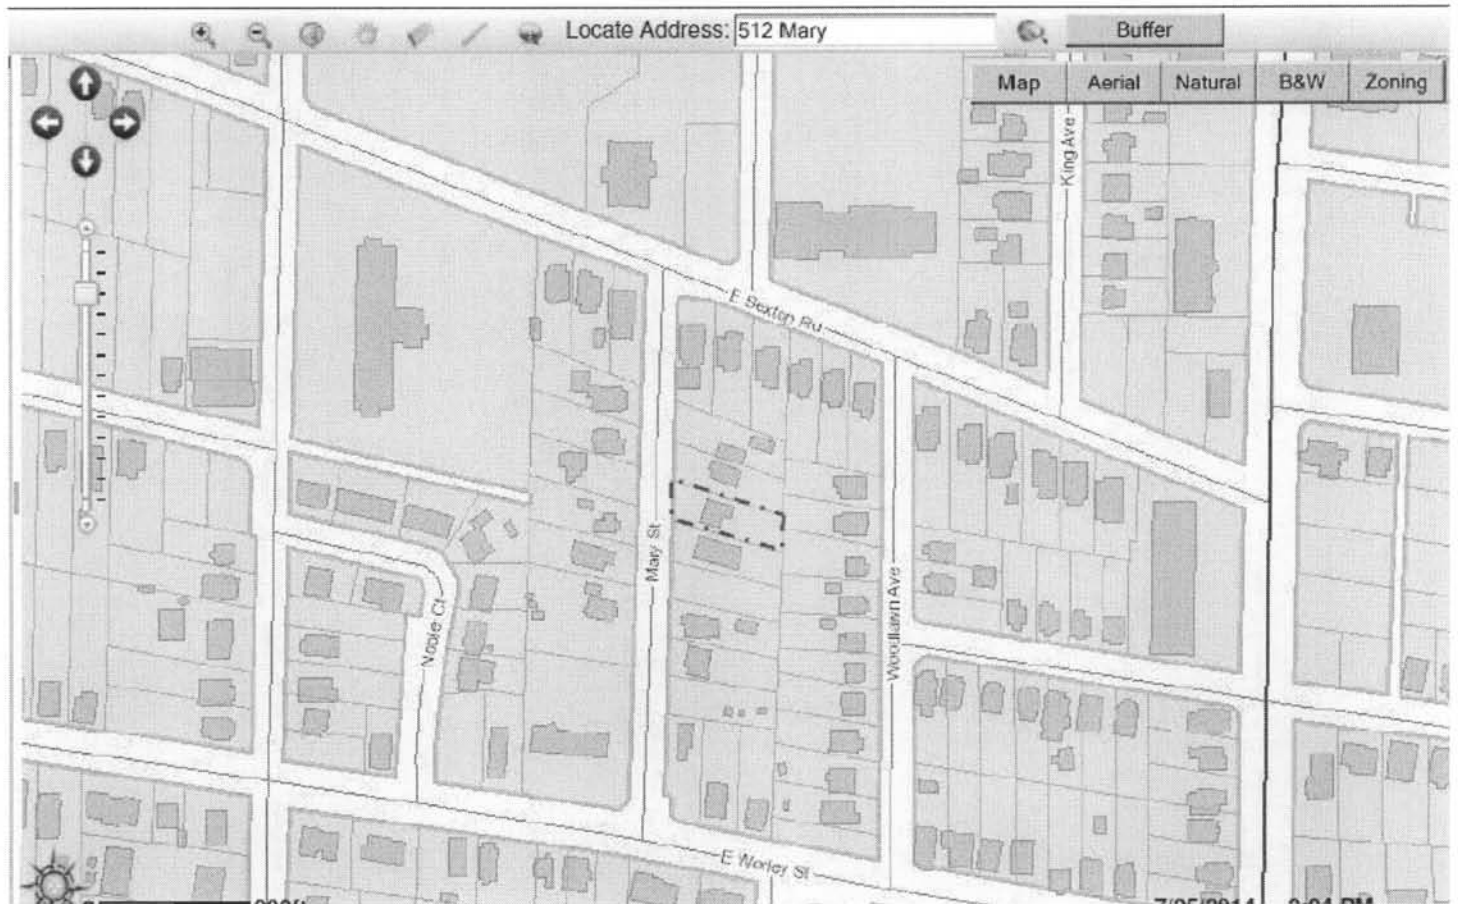 Locate Address: 512 Mary Buffer
Map Aerial Natural B&W Zoning
King Ave
E Sexton Rd
Mary St
Woodlawn Ave
Noble Ct
E Worley St